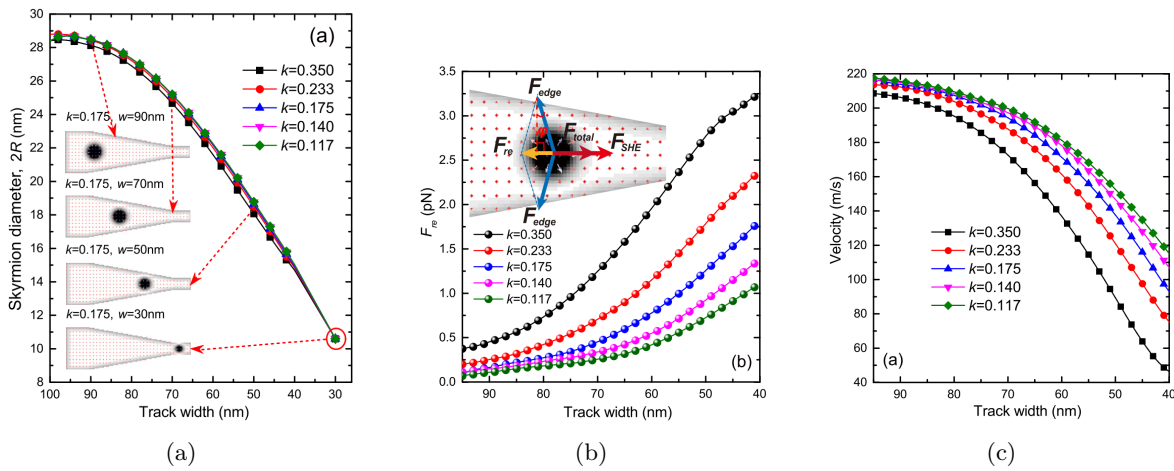 30
28
26
24
22
20
18
16
14
12
10
8
Skyrmion diameter, 2R (nm)
(a)
k=0.350
k=0.233
k=0.175
k=0.140
k=0.117
k=0.175, w=90nm
k=0.175, w=70nm
k=0.175, w=50nm
k=0.175, w=30nm
100 90 80 70 60 50 40 30
Track width (nm)
(a)
3.5
3.0
2.5
2.0
1.5
1.0
0.5
0.0
F_re (pN)
F_edge
φ
F_total
F_re
F_SHE
F_edge
k=0.350
k=0.233
k=0.175
k=0.140
k=0.117
(b)
90 80 70 60 50 40
Track width (nm)
(b)
220
200
180
160
140
120
100
80
60
40
Velocity (m/s)
k=0.350
k=0.233
k=0.175
k=0.140
k=0.117
(a)
90 80 70 60 50 40
Track width (nm)
(c)